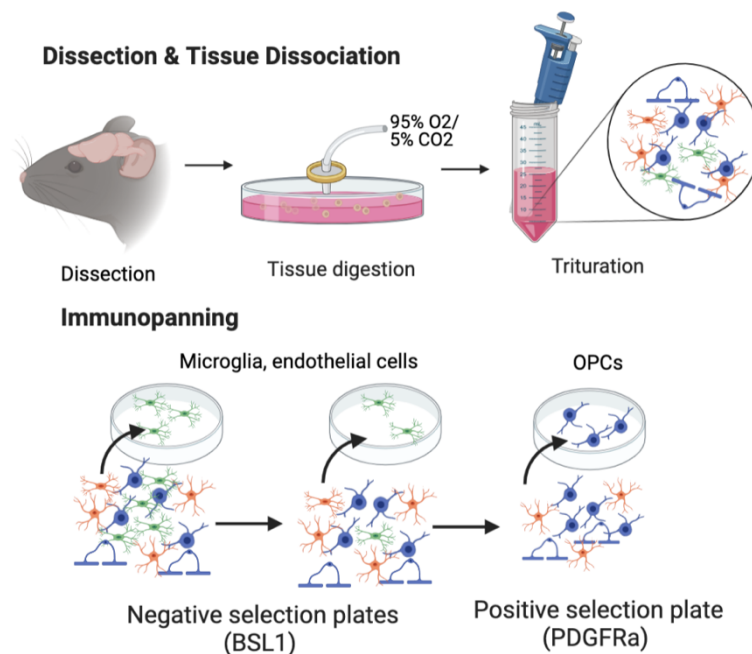 Dissection & Tissue Dissociation
95% O2/
5% CO2
Dissection
Tissue digestion
Trituration
Immunopanning
Microglia, endothelial cells
OPCs
Negative selection plates
(BSL1)
Positive selection plate
(PDGFRa)